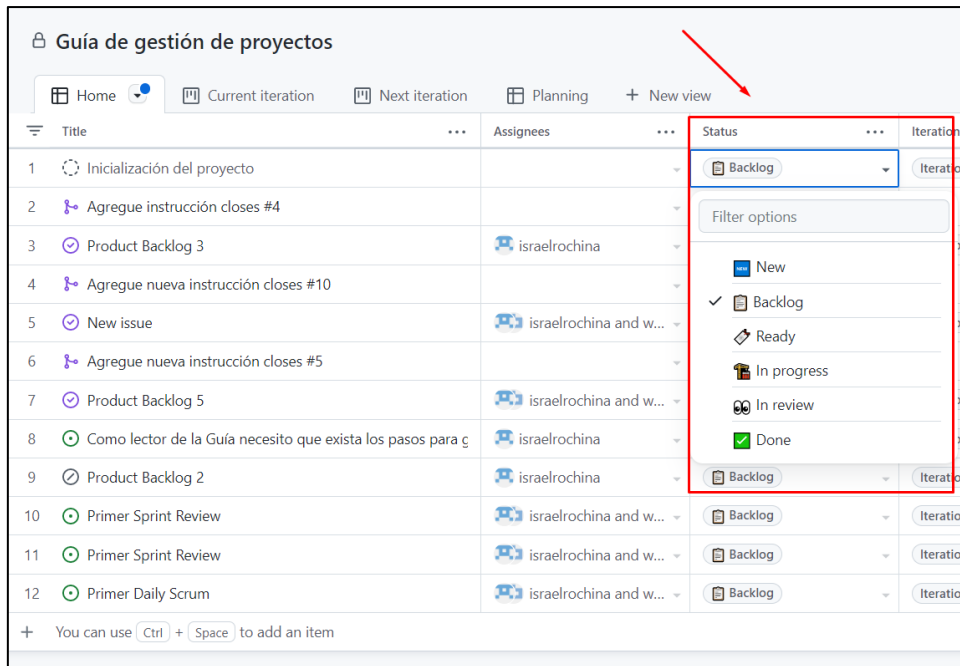 Guía de gestión de proyectos
Home Current iteration Next iteration Planning + New view
Title ... Assignees ... Status ... Iteration
1 Inicialización del proyecto Backlog Iteratio
2 Agregue instrucción closes #4 Filter options
3 Product Backlog 3 israelrochina
NEW New
4 Agregue nueva instrucción closes #10
Backlog
5 New issue israelrochina and w...
Ready
6 Agregue nueva instrucción closes #5
In progress
7 Product Backlog 5 israelrochina and w...
In review
8 Como lector de la Guía necesito que exista los pasos para g israelrochina
Done
9 Product Backlog 2 israelrochina Backlog Iteratio
10 Primer Sprint Review israelrochina and w... Backlog Iteratio
11 Primer Sprint Review israelrochina and w... Backlog Iteratio
12 Primer Daily Scrum israelrochina and w... Backlog Iteratio
+ You can use Ctrl + Space to add an item